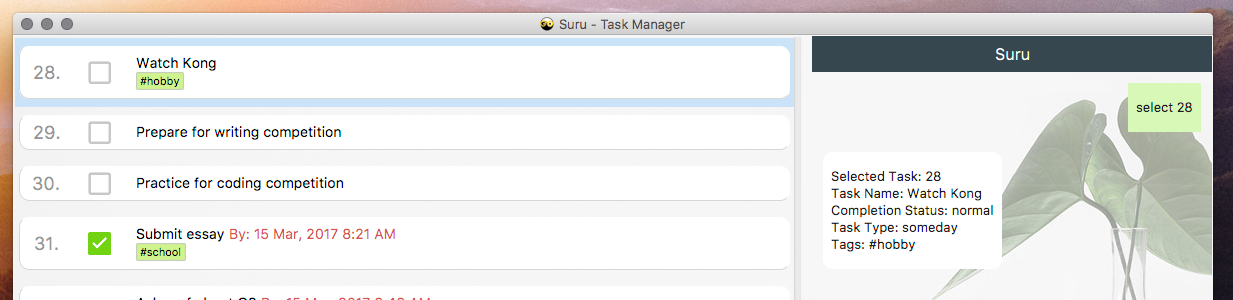 Suru - Task Manager
28.
Watch Kong
#hobby
29.
Prepare for writing competition
30.
Practice for coding competition
31.
Submit essay By: 15 Mar, 2017 8:21 AM
#school
Suru
select 28
Selected Task: 28
Task Name: Watch Kong
Completion Status: normal
Task Type: someday
Tags: #hobby